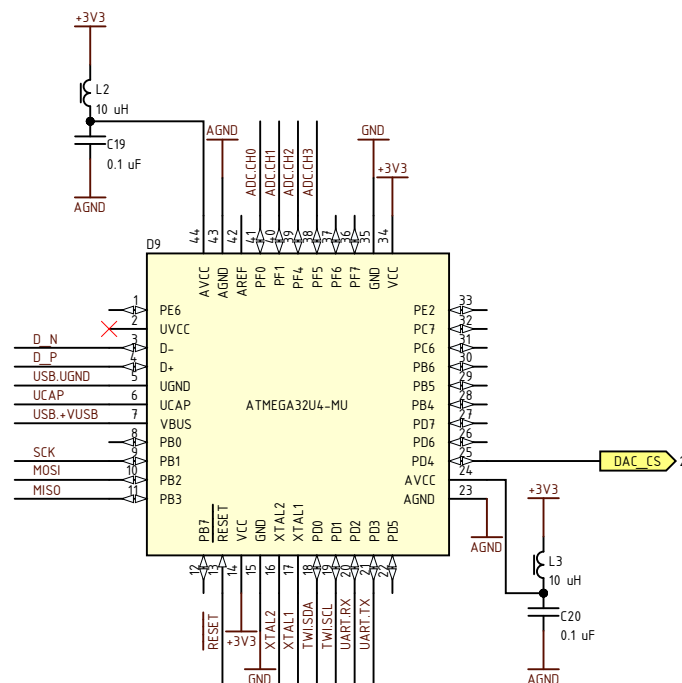 +3V3
L2
10 uH
C19
0.1 uF
AGND
AGND
ADC.CH0
ADC.CH1
ADC.CH2
ADC.CH3
GND
+3V3
44
43
42
41
40
39
38
37
36
35
34
D9
AVCC
AGND
AREF
PF0
PF1
PF4
PF5
PF6
PF7
GND
VCC
1 PE6
2 UVCC
D_N 3 D-
D_P 4 D+
USB.UGND 5 UGND
UCAP 6 UCAP
USB.+VUSB 7 VBUS
8 PB0
SCK 9 PB1
MOSI 10 PB2
MISO 11 PB3
ATMEGA32U4-MU
PE2 33
PC7 32
PC6 31
PB6 30
PB5 29
PB4 28
PD7 27
PD6 26
PD4 25 DAC_CS 2
AVCC 24
AGND 23
PB7
RESET
VCC
GND
XTAL2
XTAL1
PD0
PD1
PD2
PD3
PD5
12
13
14
15
16
17
18
19
20
21
22
RESET
+3V3
GND
XTAL2
XTAL1
TWI.SDA
TWI.SCL
UART.RX
UART.TX
AGND
+3V3
L3
10 uH
C20
0.1 uF
AGND